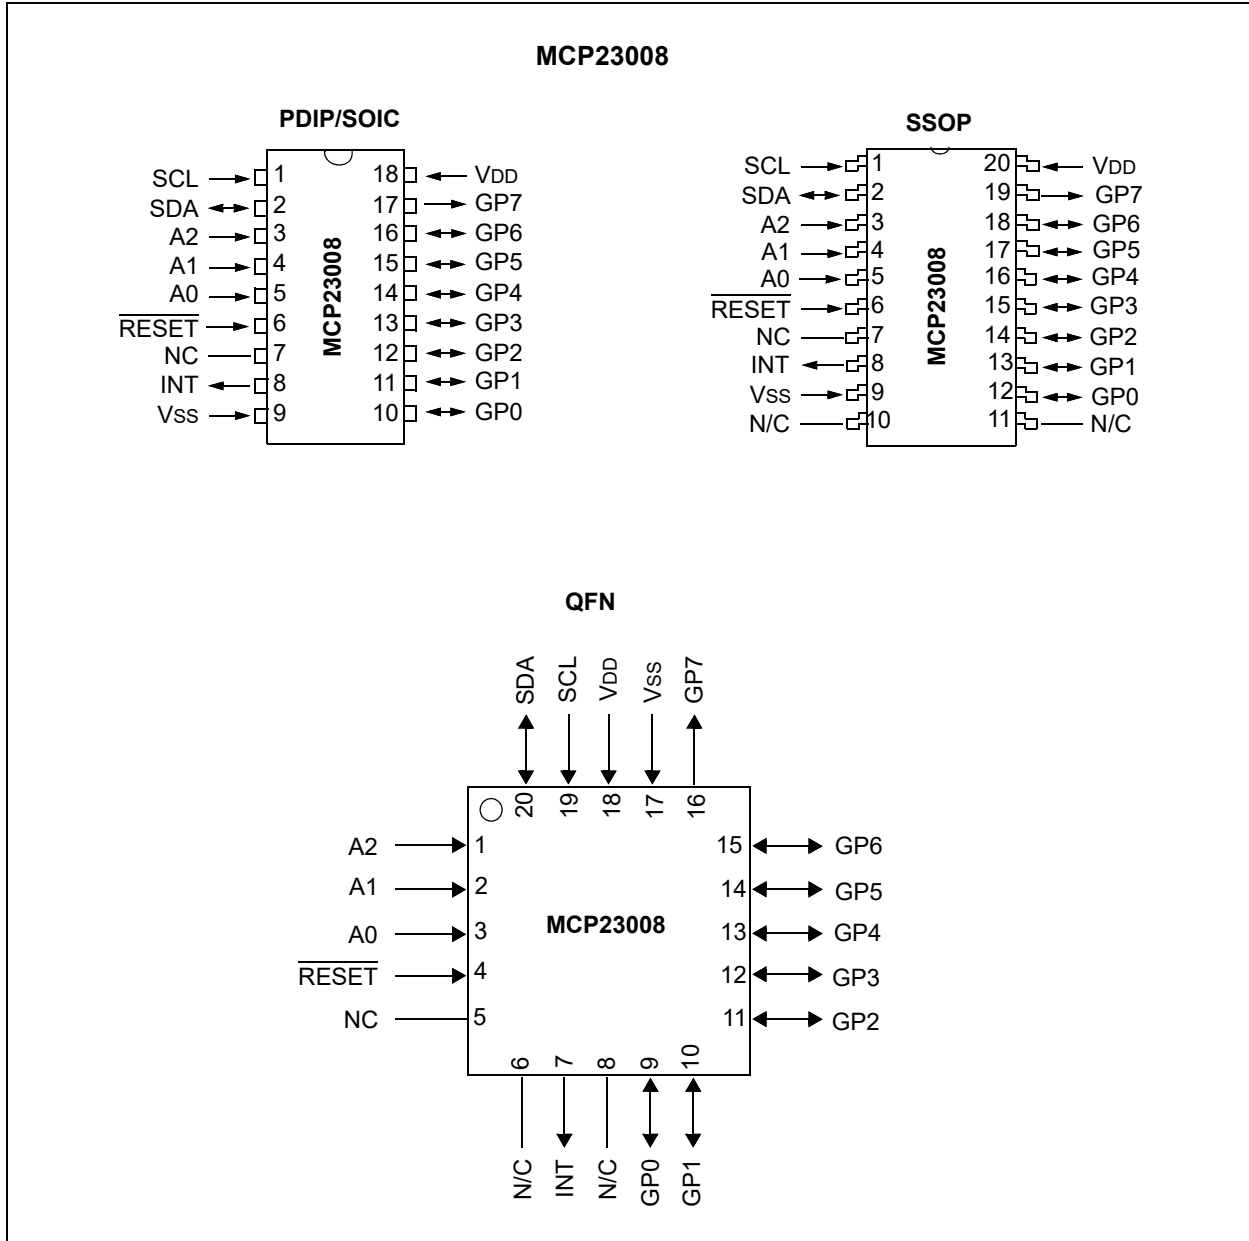 MCP23008
PDIP/SOIC
SCL 1 18 VDD
SDA 2 17 GP7
A2 3 16 GP6
A1 4 15 GP5
A0 5 14 GP4
RESET 6 13 GP3
NC 7 12 GP2
INT 8 11 GP1
VSS 9 10 GP0
MCP23008
SSOP
SCL 1 20 VDD
SDA 2 19 GP7
A2 3 18 GP6
A1 4 17 GP5
A0 5 16 GP4
RESET 6 15 GP3
NC 7 14 GP2
INT 8 13 GP1
VSS 9 12 GP0
N/C 10 11 N/C
MCP23008
QFN
SDA SCL VDD VSS GP7
20 19 18 17 16
A2 1 15 GP6
A1 2 14 GP5
A0 3 MCP23008 13 GP4
RESET 4 12 GP3
NC 5 11 GP2
6 7 8 9 10
N/C INT N/C GP0 GP1